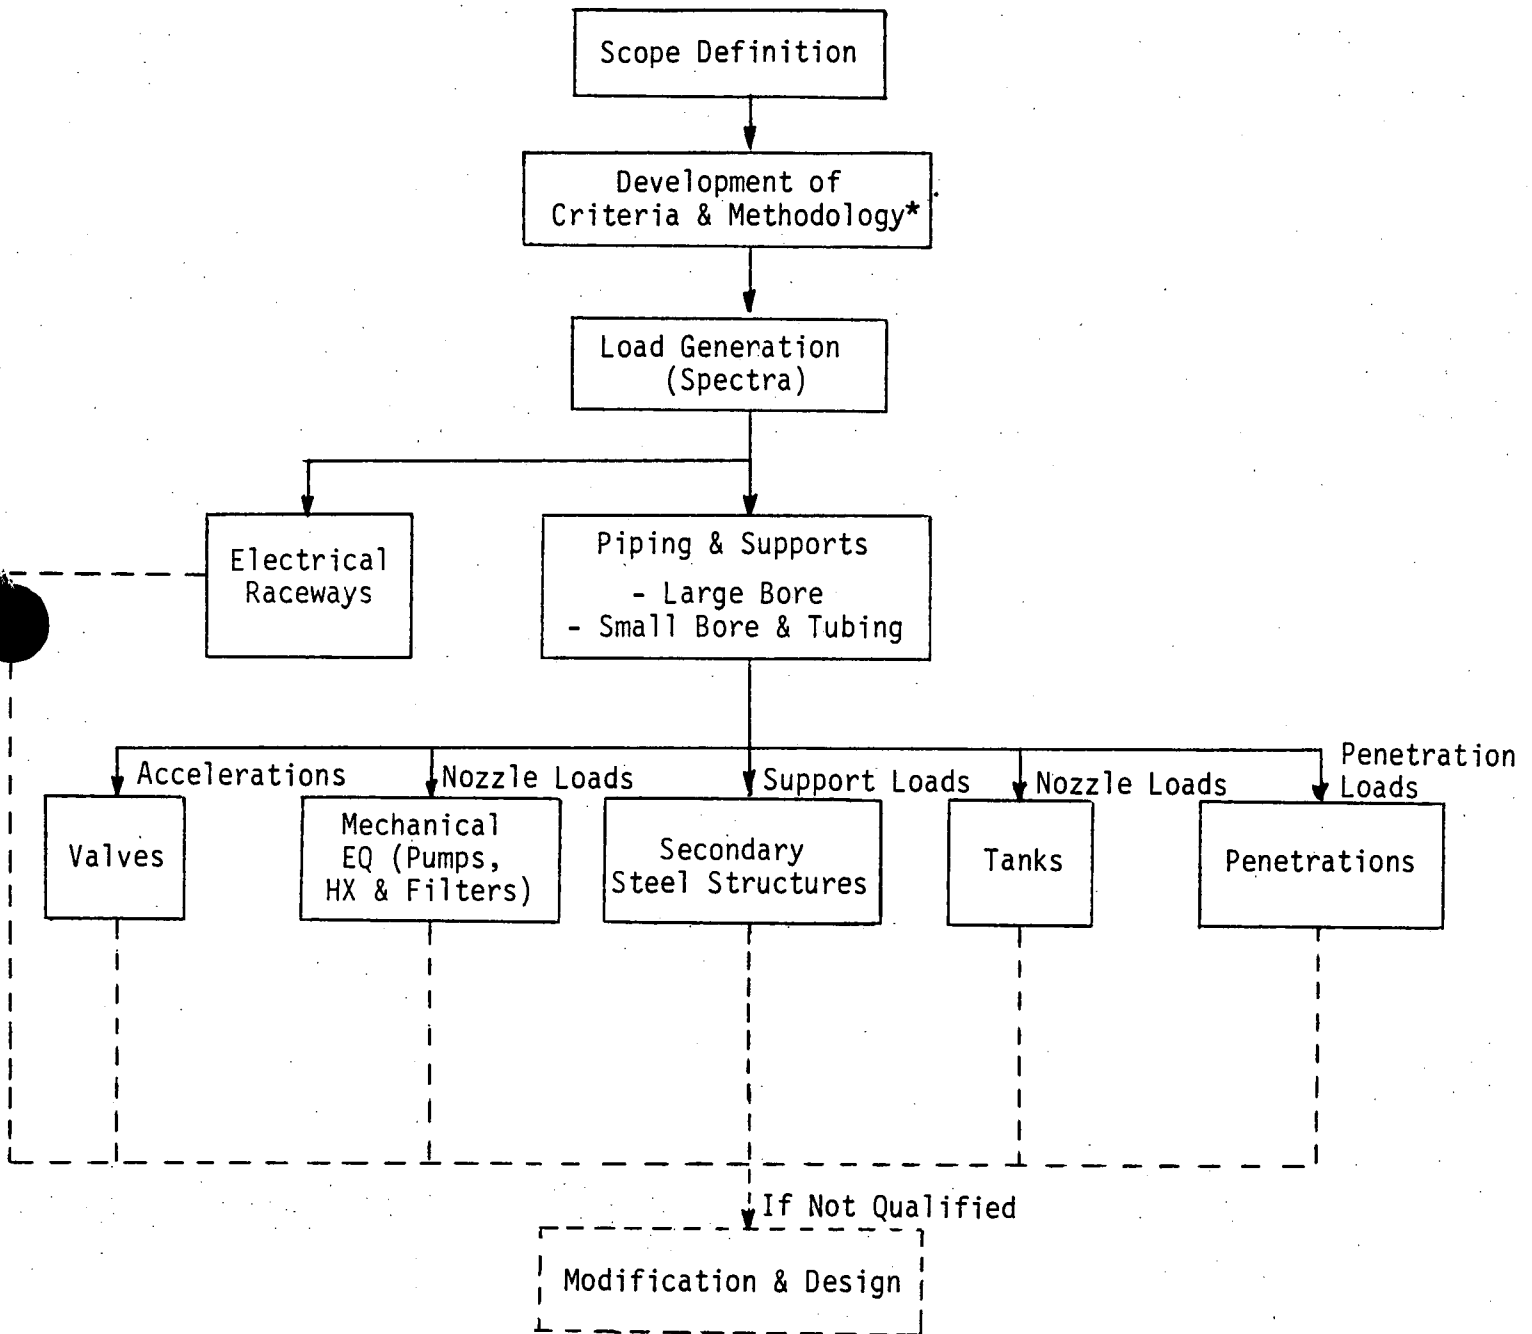 Scope Definition
Development of
Criteria & Methodology*
Load Generation
(Spectra)
Electrical
Raceways
Piping & Supports
- Large Bore
- Small Bore & Tubing
Accelerations
Nozzle Loads
Support Loads
Nozzle Loads
Penetration
Loads
Valves
Mechanical
EQ (Pumps,
HX & Filters)
Secondary
Steel Structures
Tanks
Penetrations
If Not Qualified
Modification & Design